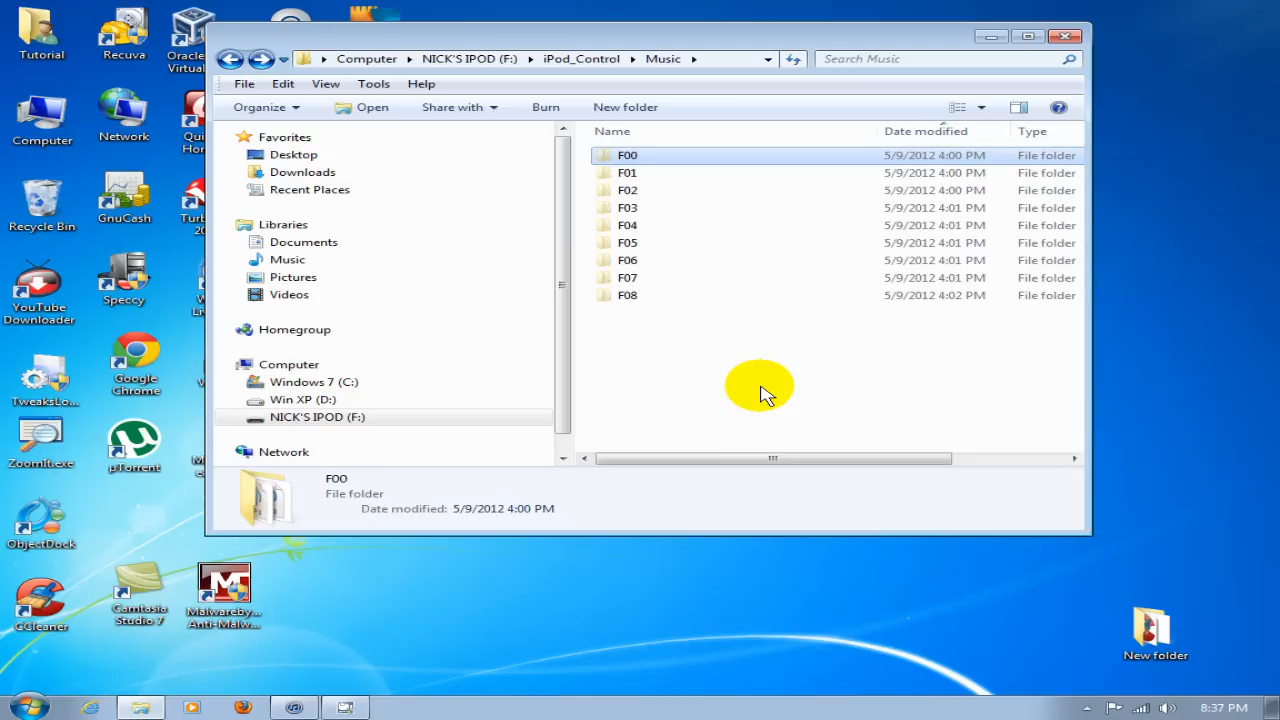 Tutorial
Recuva
Oracle
Virtual
Computer
Network
Qui
Hon
Recycle Bin
GnuCash
Turb
20
YouTube
Downloader
Speccy
W
Liv
TweaksLo...
Google
Chrome
ZoomIt.exe
µTorrent
ObjectDock
CCleaner
Camtasia
Studio 7
Malwareby...
Anti-Malw...
New folder
Computer NICK'S IPOD (F:) iPod_Control Music
Search Music
File Edit View Tools Help
Organize Open Share with Burn New folder
Favorites
Desktop
Downloads
Recent Places
Libraries
Documents
Music
Pictures
Videos
Homegroup
Computer
Windows 7 (C:)
Win XP (D:)
NICK'S IPOD (F:)
Network
Name Date modified Type
F00 5/9/2012 4:00 PM File folder
F01 5/9/2012 4:00 PM File folder
F02 5/9/2012 4:00 PM File folder
F03 5/9/2012 4:01 PM File folder
F04 5/9/2012 4:01 PM File folder
F05 5/9/2012 4:01 PM File folder
F06 5/9/2012 4:01 PM File folder
F07 5/9/2012 4:01 PM File folder
F08 5/9/2012 4:02 PM File folder
F00
File folder
Date modified: 5/9/2012 4:00 PM
8:37 PM